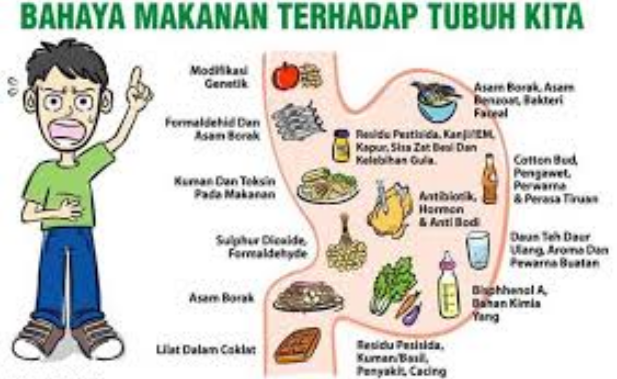 BAHAYA MAKANAN TERHADAP TUBUH KITA
Modifikasi
Genetik
Formaldehid Dan
Asam Borak
Kuman Dan Toksin
Pada Makanan
Sulphur Dioxide,
Formaldehyde
Asam Borak
Lilat Dalam Coklat
Residu Pestisida, Kanji/EM,
Kapur, Sisa Zat Besi Dan
Kelebihan Gula.
Antibiotik,
Hormon
& Anti Bodi
Residu Pesisida,
Kuman/Basil,
Penyakit, Cacing
Asam Borak, Asam
Benzoat, Bakteri
Faecal
Cotton Bud,
Pengawet,
Perwarna
& Perasa Tiruan
Daun Teh Daur
Ulang, Aroma Dan
Pewarna Buatan
Bisphhenol A,
Bahan Kimia
Yang